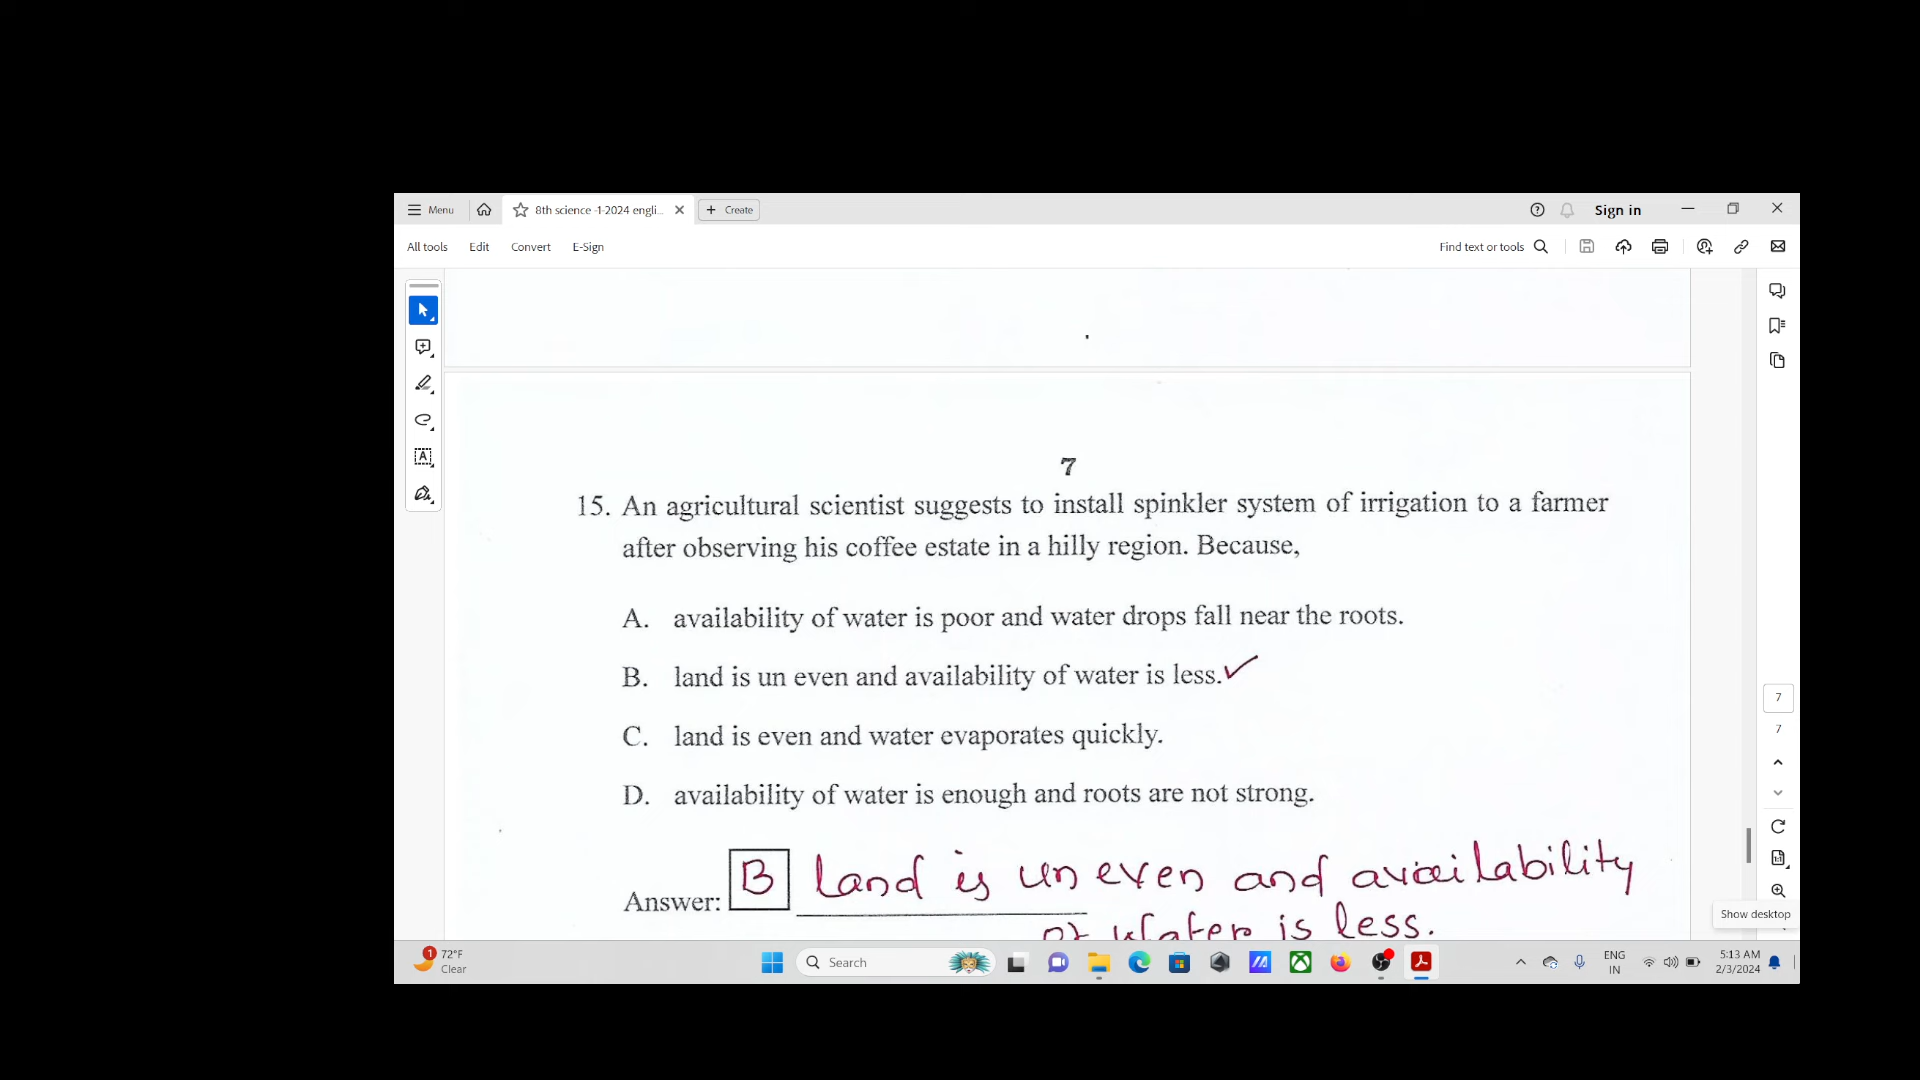 Menu
8th science -1-2024 engli...
Create
Sign in
All tools
Edit
Convert
E-Sign
Find text or tools
7
15. An agricultural scientist suggests to install spinkler system of irrigation to a farmer
after observing his coffee estate in a hilly region. Because,
A. availability of water is poor and water drops fall near the roots.
B. land is un even and availability of water is less.
C. land is even and water evaporates quickly.
D. availability of water is enough and roots are not strong.
Answer: B land is un even and availability
of water is less.
7
7
Show desktop
1
72°F
Clear
Search
ENG
IN
5:13 AM
2/3/2024